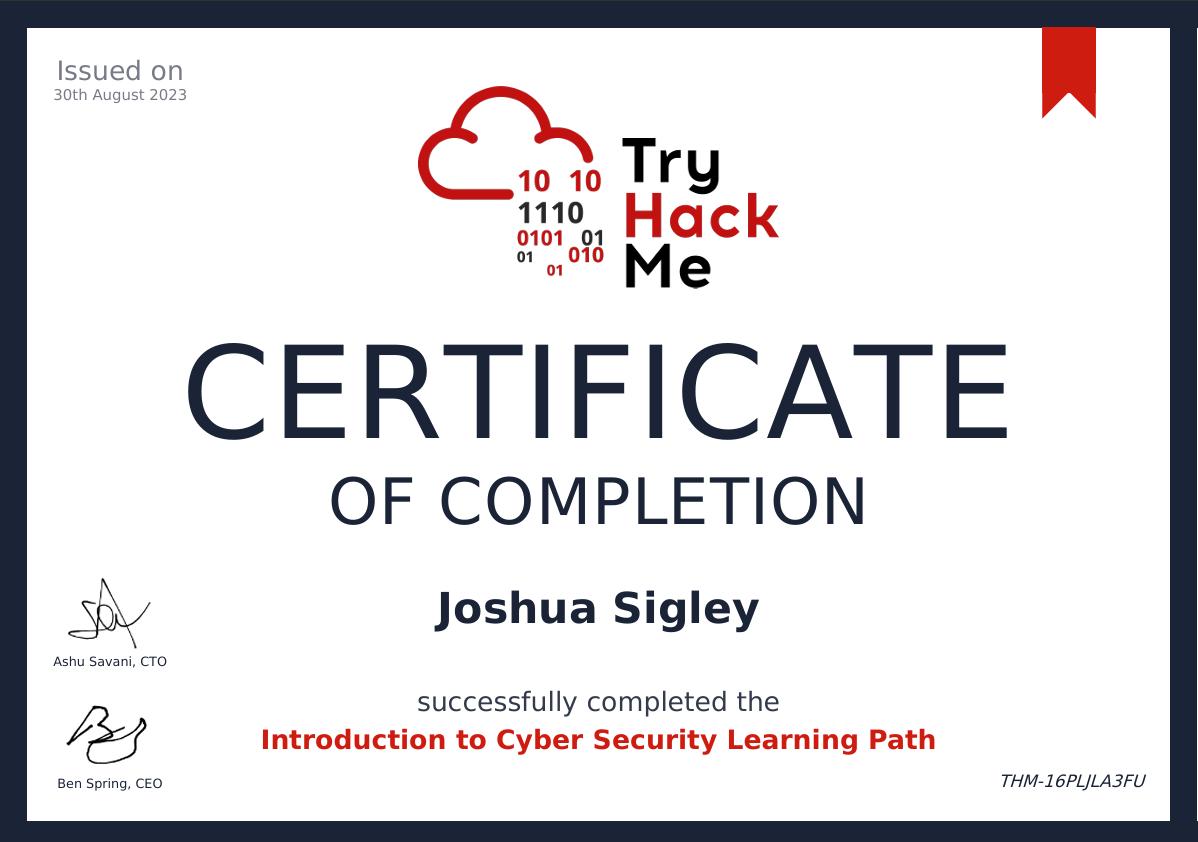 Issued on
30th August 2023
10 10
1110
0101 01
01 010
01
Try
Hack
Me
CERTIFICATE
OF COMPLETION
Joshua Sigley
Ashu Savani, CTO
successfully completed the
Introduction to Cyber Security Learning Path
Ben Spring, CEO
THM-16PLJLA3FU